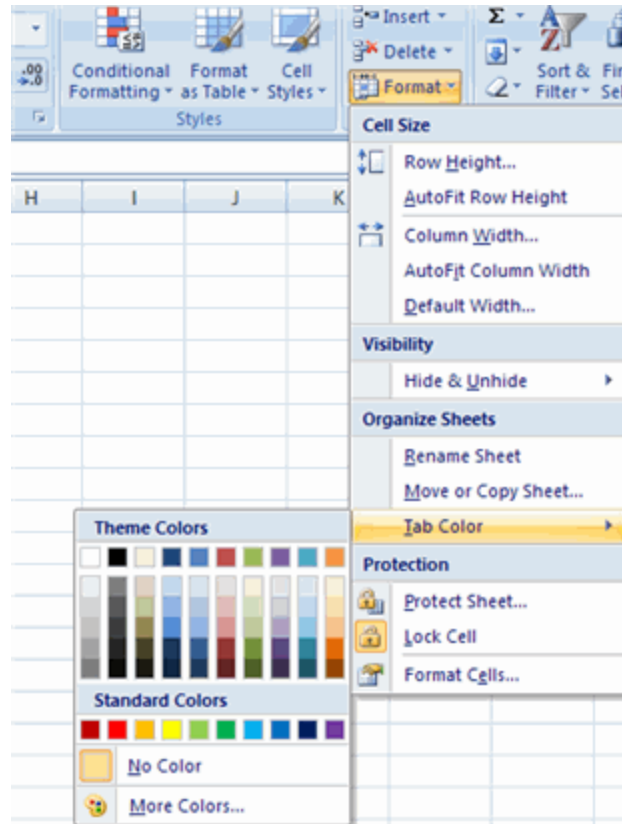 Insert
Σ
Delete
.00
.0
Conditional Formatting
Format as Table
Cell Styles
Format
A
Z
Sort & Filter
Styles
Cell Size
Row Height...
AutoFit Row Height
H I J K
Column Width...
AutoFit Column Width
Default Width...
Visibility
Hide & Unhide
Organize Sheets
Rename Sheet
Move or Copy Sheet...
Tab Color
Theme Colors
Protection
Protect Sheet...
Lock Cell
Format Cells...
Standard Colors
No Color
More Colors...